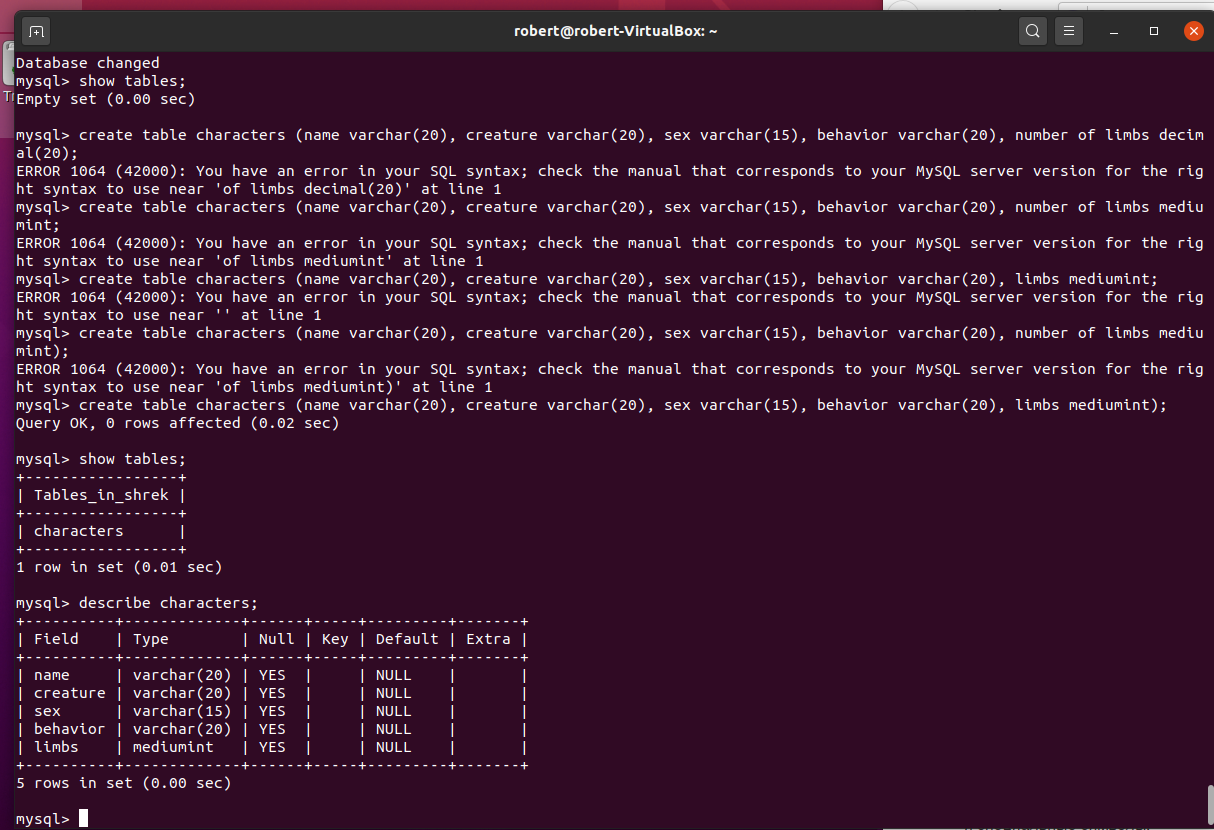 robert@robert-VirtualBox: ~
Database changed
mysql> show tables;
Empty set (0.00 sec)
mysql> create table characters (name varchar(20), creature varchar(20), sex varchar(15), behavior varchar(20), number of limbs decim
al(20);
ERROR 1064 (42000): You have an error in your SQL syntax; check the manual that corresponds to your MySQL server version for the rig
ht syntax to use near 'of limbs decimal(20)' at line 1
mysql> create table characters (name varchar(20), creature varchar(20), sex varchar(15), behavior varchar(20), number of limbs mediu
mint;
ERROR 1064 (42000): You have an error in your SQL syntax; check the manual that corresponds to your MySQL server version for the rig
ht syntax to use near 'of limbs mediumint' at line 1
mysql> create table characters (name varchar(20), creature varchar(20), sex varchar(15), behavior varchar(20), limbs mediumint;
ERROR 1064 (42000): You have an error in your SQL syntax; check the manual that corresponds to your MySQL server version for the rig
ht syntax to use near '' at line 1
mysql> create table characters (name varchar(20), creature varchar(20), sex varchar(15), behavior varchar(20), number of limbs mediu
mint);
ERROR 1064 (42000): You have an error in your SQL syntax; check the manual that corresponds to your MySQL server version for the rig
ht syntax to use near 'of limbs mediumint)' at line 1
mysql> create table characters (name varchar(20), creature varchar(20), sex varchar(15), behavior varchar(20), limbs mediumint);
Query OK, 0 rows affected (0.02 sec)
mysql> show tables;
+-----------------+
| Tables_in_shrek |
+-----------------+
| characters      |
+-----------------+
1 row in set (0.01 sec)
mysql> describe characters;
+----------+-------------+------+-----+---------+-------+
| Field    | Type        | Null | Key | Default | Extra |
+----------+-------------+------+-----+---------+-------+
| name     | varchar(20) | YES  |     | NULL    |       |
| creature | varchar(20) | YES  |     | NULL    |       |
| sex      | varchar(15) | YES  |     | NULL    |       |
| behavior | varchar(20) | YES  |     | NULL    |       |
| limbs    | mediumint   | YES  |     | NULL    |       |
+----------+-------------+------+-----+---------+-------+
5 rows in set (0.00 sec)
mysql>